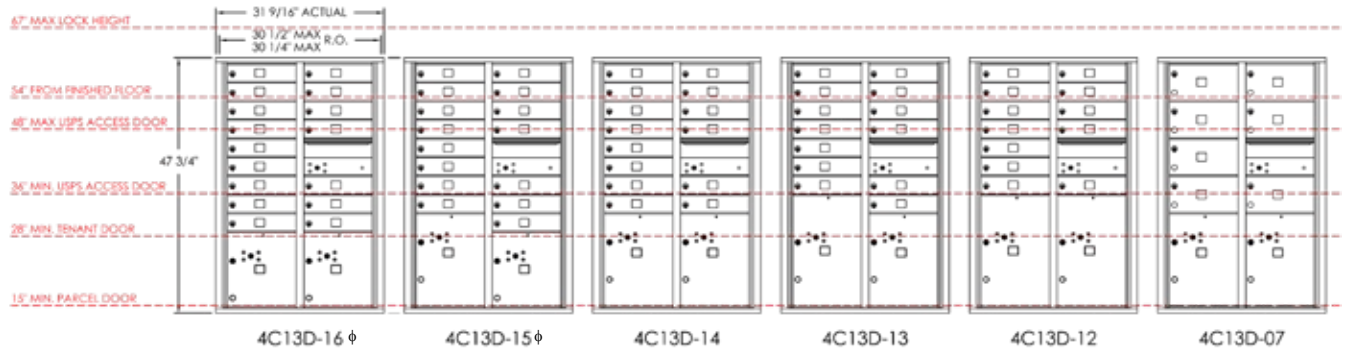 67" MAX LOCK HEIGHT
31 9/16" ACTUAL
30 1/2" MAX
30 1/4" MAX
R.O.
54" FROM FINISHED FLOOR
48" MAX USPS ACCESS DOOR
47 3/4"
36" MIN. USPS ACCESS DOOR
28" MIN. TENANT DOOR
15" MIN. PARCEL DOOR
4C13D-16 ϕ
4C13D-15 ϕ
4C13D-14
4C13D-13
4C13D-12
4C13D-07